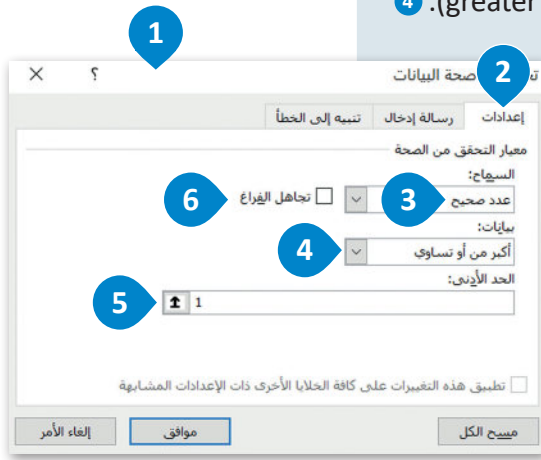 4 .(greater
1
صحة البيانات
2
؟
×
إعدادات
رسالة إدخال
تنبيه إلى الخطأ
معيار التحقق من الصحة
السماح:
عدد صحيح
3
تجاهل الفراغ
6
بيانات:
أكبر من أو تساوي
4
الحد الأدنى:
1
5
تطبيق هذه التغييرات على كافة الخلايا الأخرى ذات الإعدادات المشابهة
مسح الكل
موافق
إلغاء الأمر